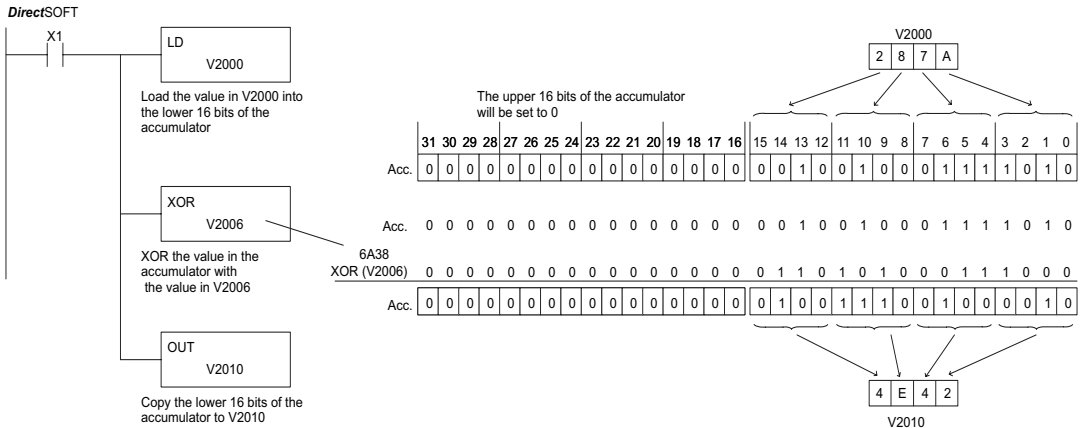 DirectSOFT
X1
LD
V2000
Load the value in V2000 into
the lower 16 bits of the
accumulator
XOR
V2006
XOR the value in the
accumulator with
the value in V2006
OUT
V2010
Copy the lower 16 bits of the
accumulator to V2010
V2000
2 8 7 A
The upper 16 bits of the accumulator
will be set to 0
31 30 29 28 27 26 25 24 23 22 21 20 19 18 17 16 15 14 13 12 11 10 9 8 7 6 5 4 3 2 1 0
Acc. 0 0 0 0 0 0 0 0 0 0 0 0 0 0 0 0 0 0 1 0 0 1 0 0 0 1 1 1 1 0 1 0
Acc. 0 0 0 0 0 0 0 0 0 0 0 0 0 0 0 0 0 0 1 0 0 1 0 0 0 1 1 1 1 0 1 0
6A38
XOR (V2006) 0 0 0 0 0 0 0 0 0 0 0 0 0 0 0 0 0 1 1 0 1 0 1 0 0 0 1 1 1 0 0 0
Acc. 0 0 0 0 0 0 0 0 0 0 0 0 0 0 0 0 0 1 0 0 1 1 1 0 0 1 0 0 0 0 1 0
4 E 4 2
V2010